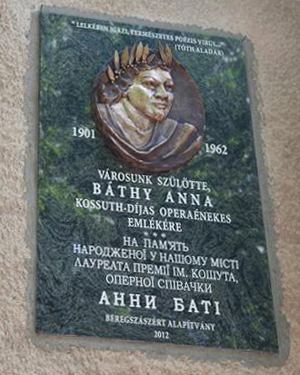 "LELKÉBEN IGAZI, TERMÉSZETES POÉZIS VIRUL..."
(TÓTH ALADÁR)
1901
1962
VÁROSUNK SZÜLÖTTE,
BÁTHY ANNA
KOSSUTH-DÍJAS OPERAÉNEKES
EMLÉKÉRE
***
НА ПАМ'ЯТЬ
НАРОДЖЕНОЇ У НАШОМУ МІСТІ
ЛАУРЕАТА ПРЕМІЇ ІМ. КОШУТА,
ОПЕРНОЇ СПІВАЧКИ
АННИ БАТІ
BEREGSZÁSZÉRT ALAPÍTVÁNY
2012